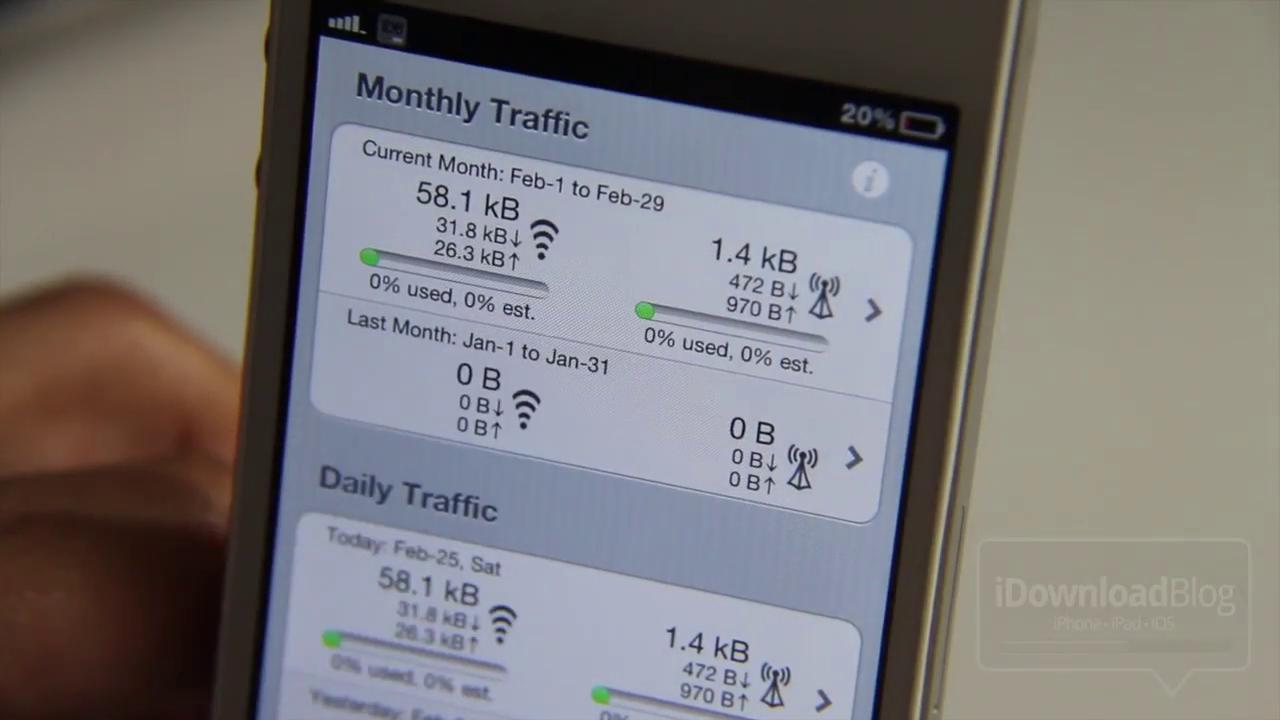 20%
Monthly Traffic
Current Month: Feb-1 to Feb-29
58.1 kB
31.8 kB↓
26.3 kB↑
0% used, 0% est.
1.4 kB
472 B↓
970 B↑
0% used, 0% est.
Last Month: Jan-1 to Jan-31
0 B
0 B↓
0 B↑
0 B
0 B↓
0 B↑
Daily Traffic
Today: Feb-25, Sat
58.1 kB
31.8 kB↓
26.3 kB↑
0% used, 0% est.
1.4 kB
472 B↓
970 B↑
0%
Yesterday:
iDownloadBlog
iPhone • iPad • iOS